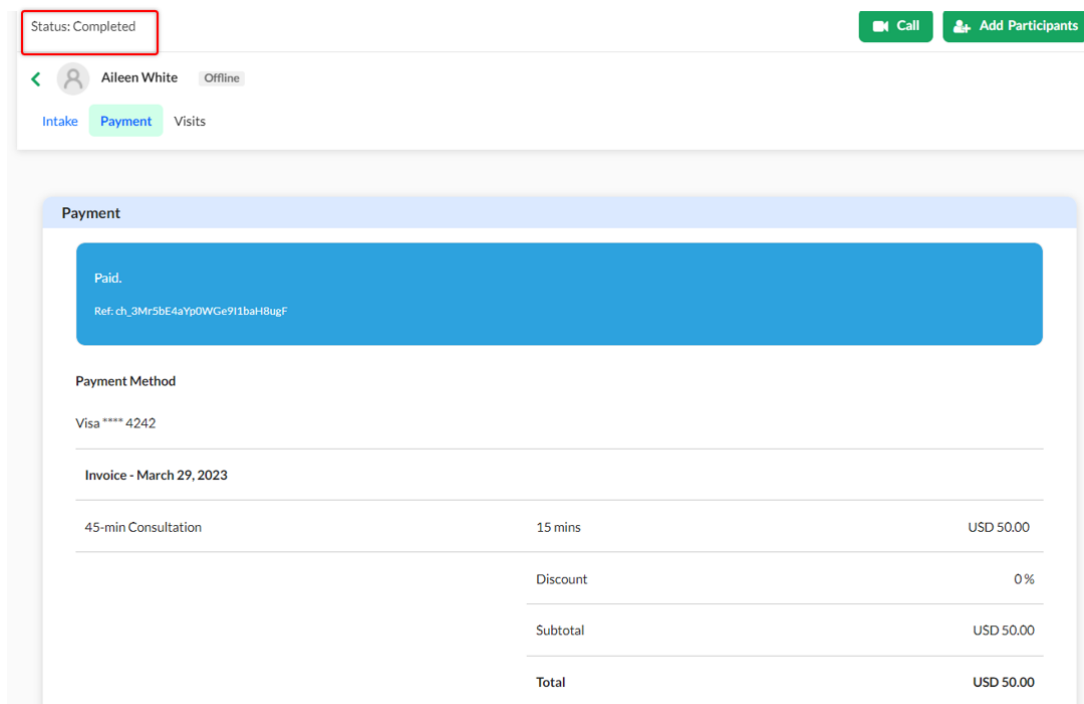 Status: Completed
Call
Add Participants
Aileen White Offline
Intake Payment Visits
Payment
Paid.
Ref: ch_3Mr5bE4aYp0WGe9I1baH8ugF
Payment Method
Visa **** 4242
Invoice - March 29, 2023
45-min Consultation 15 mins USD 50.00
Discount 0 %
Subtotal USD 50.00
Total USD 50.00